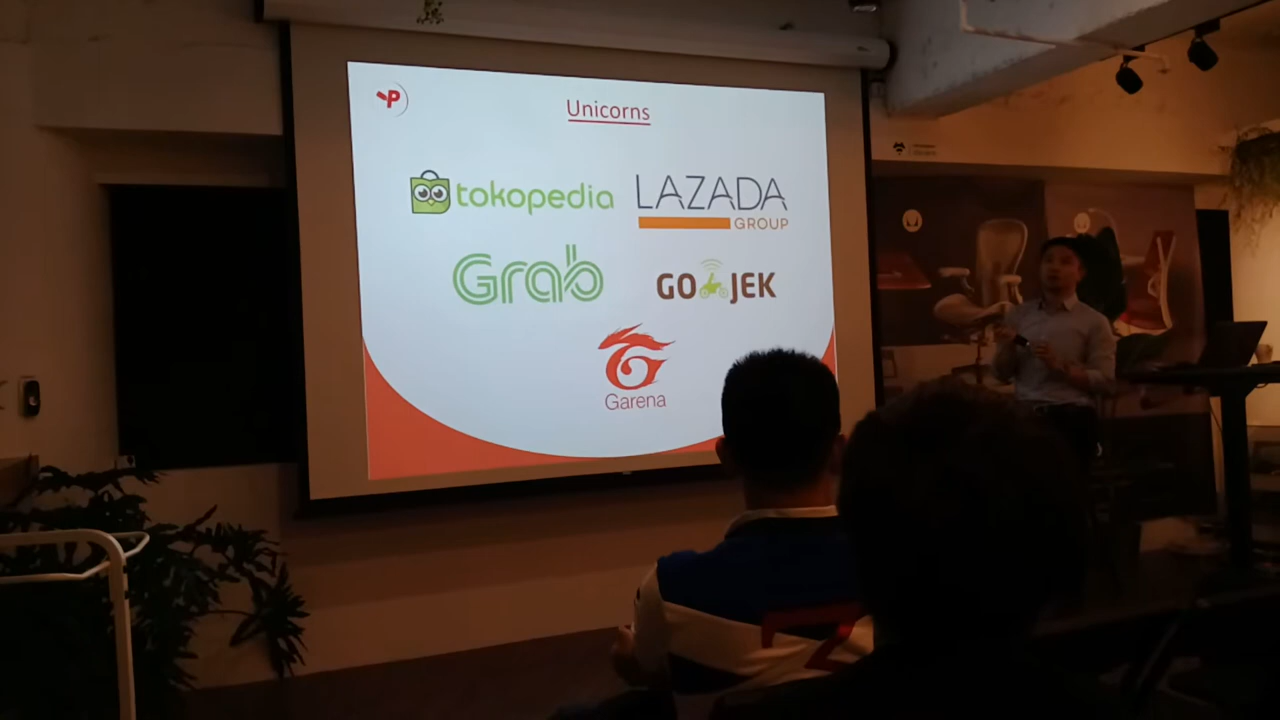 P
Unicorns
tokopedia
LAZADA
GROUP
Grab
GO JEK
Garena